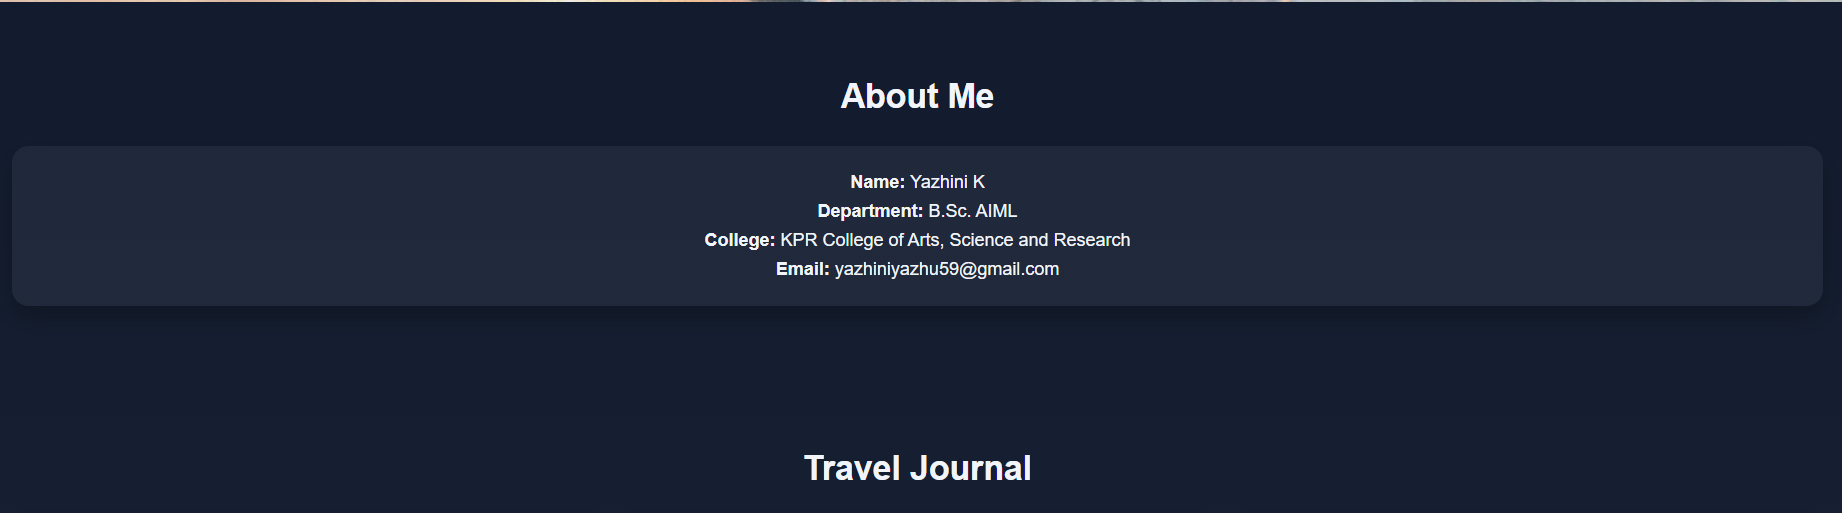 About Me
Name: Yazhini K
Department: B.Sc. AIML
College: KPR College of Arts, Science and Research
Email: yazhiniyazhu59@gmail.com
Travel Journal